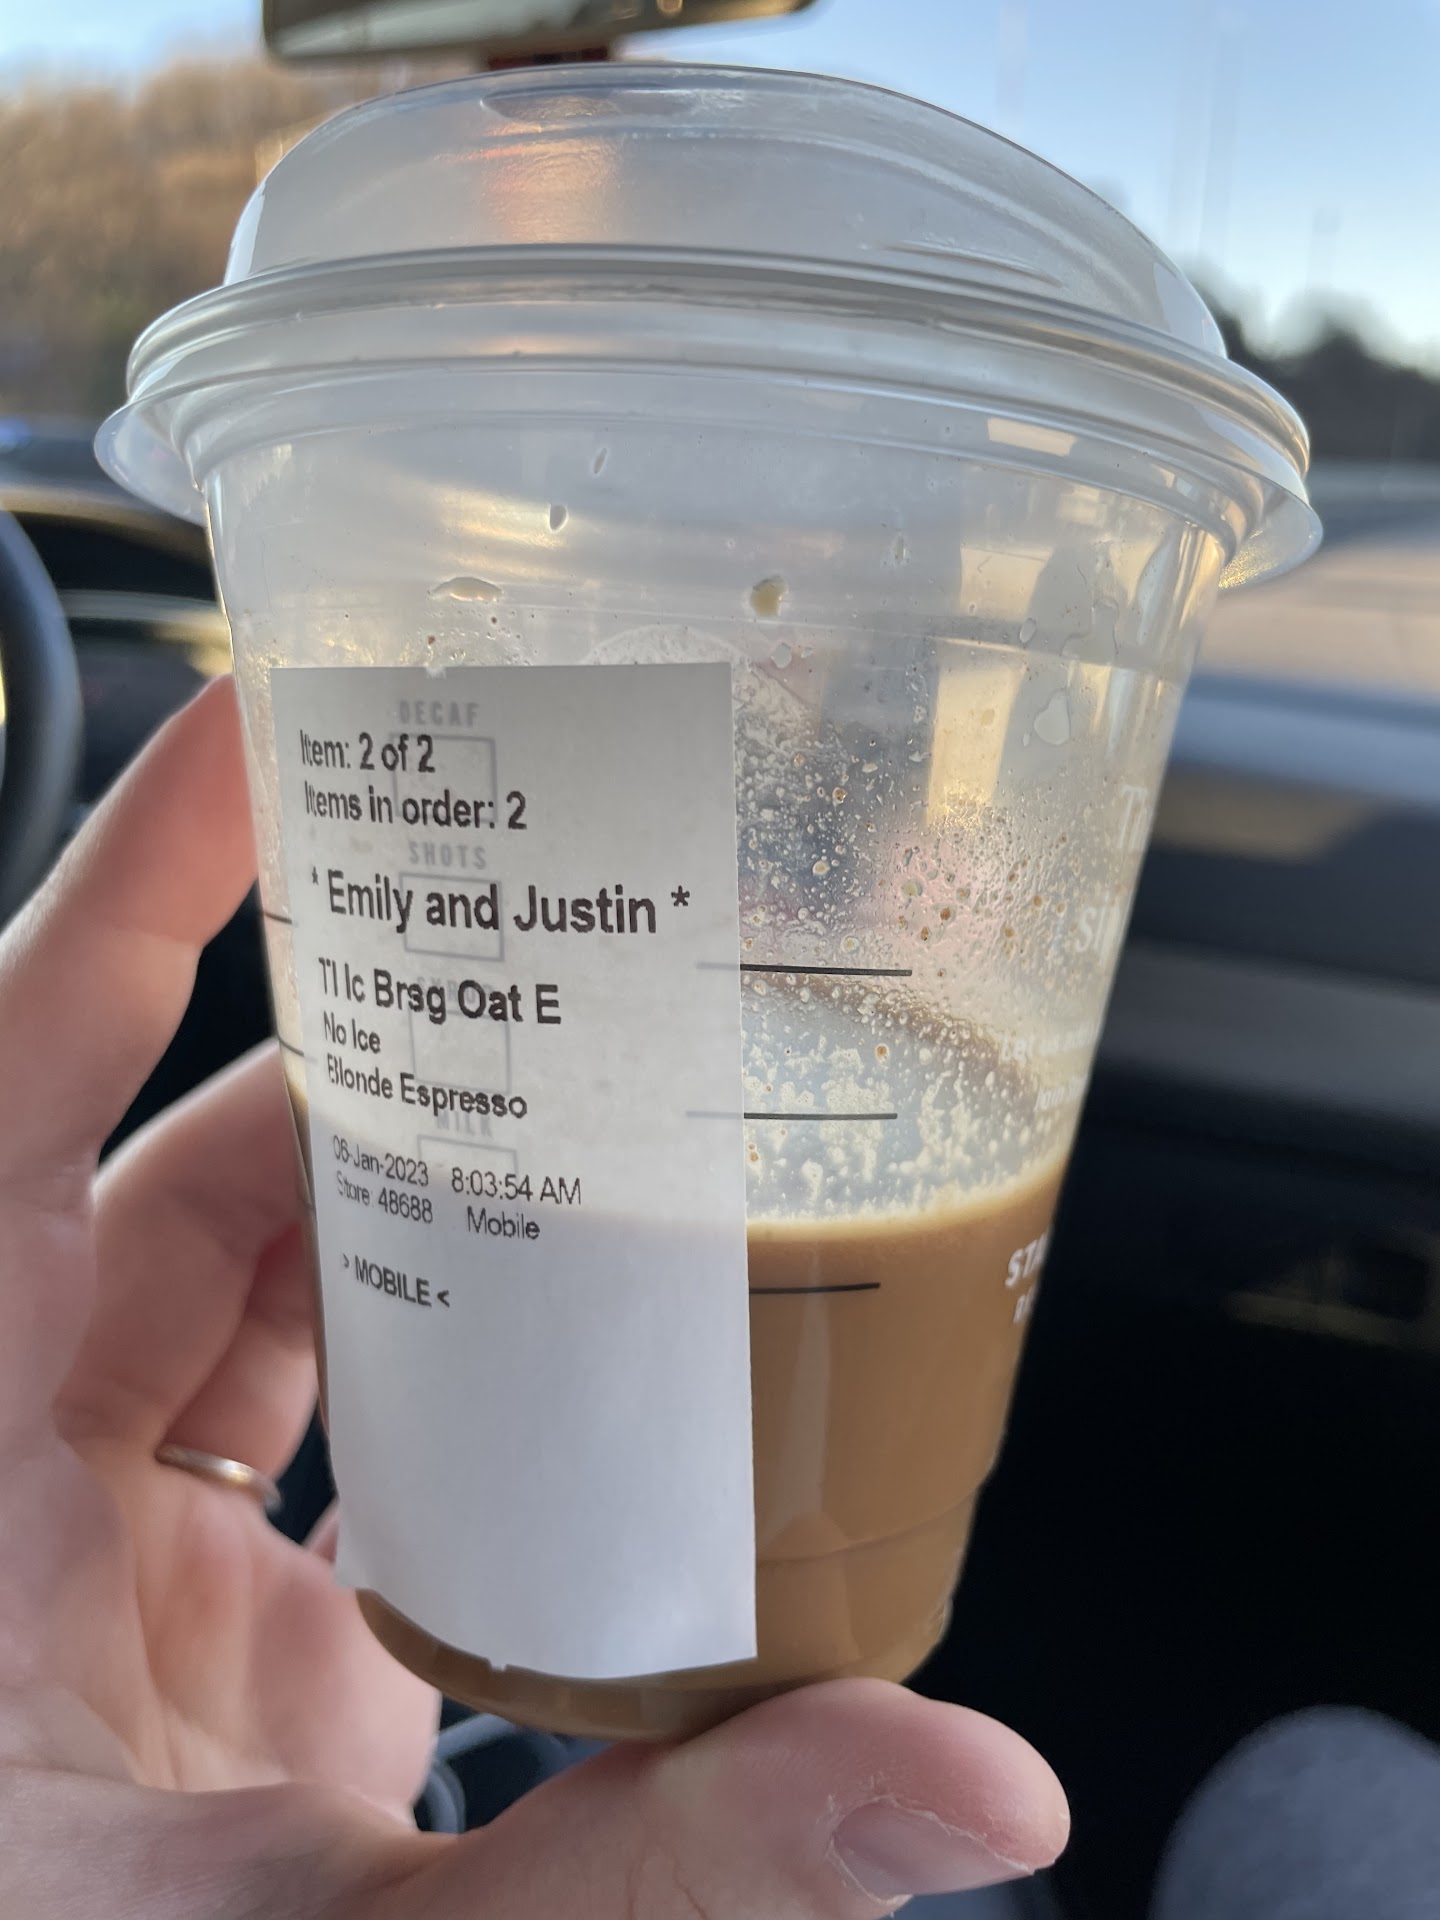 DECAF
Item: 2 of 2
Items in order: 2
SHOTS
* Emily and Justin *
Tl Ic Brsg Oat E
No Ice
Blonde Espresso
MILK
06-Jan-2023 8:03:54 AM
Store: 48688 Mobile
> MOBILE <